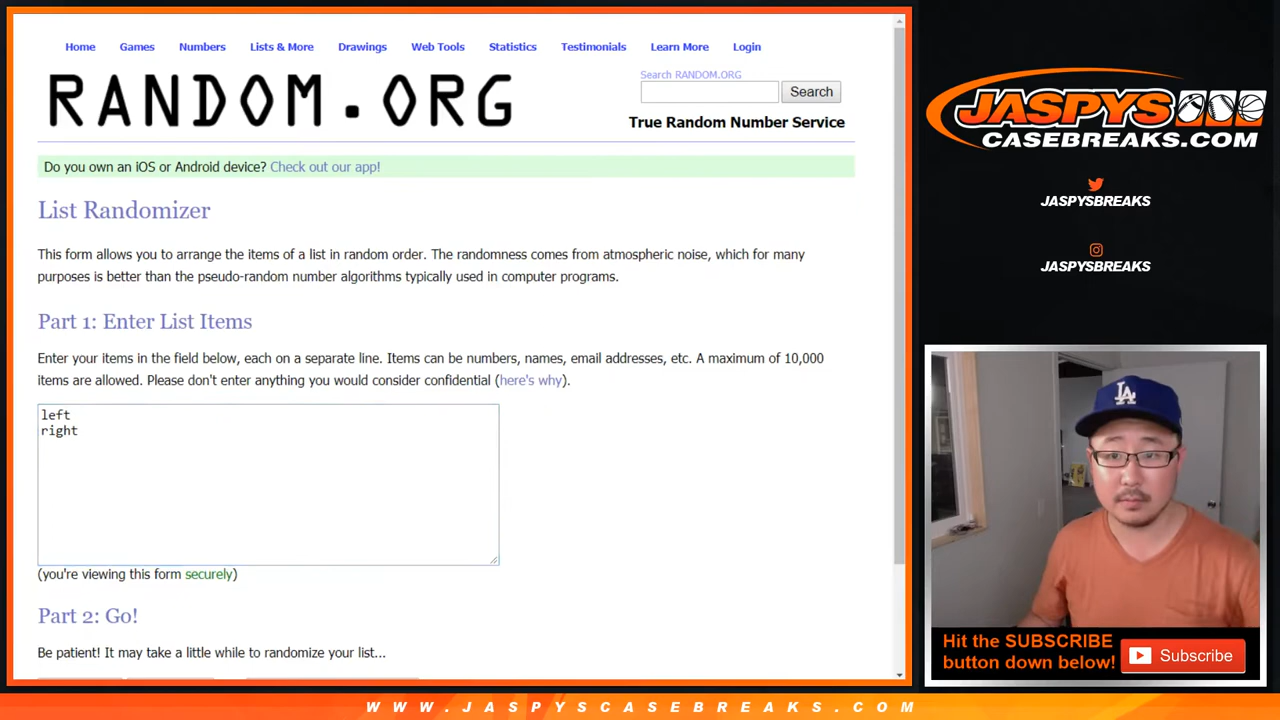 Home Games Numbers Lists & More Drawings Web Tools Statistics Testimonials Learn More Login
RANDOM.ORG
Search RANDOM.ORG
Search
True Random Number Service
Do you own an iOS or Android device? Check out our app!
List Randomizer
This form allows you to arrange the items of a list in random order. The randomness comes from atmospheric noise, which for many
purposes is better than the pseudo-random number algorithms typically used in computer programs.
Part 1: Enter List Items
Enter your items in the field below, each on a separate line. Items can be numbers, names, email addresses, etc. A maximum of 10,000
items are allowed. Please don't enter anything you would consider confidential (here's why).
left
right
(you're viewing this form securely)
Part 2: Go!
Be patient! It may take a little while to randomize your list...
JASPYS
CASEBREAKS.COM
JASPYSBREAKS
JASPYSBREAKS
LA
Hit the SUBSCRIBE
button down below!
Subscribe
WWW.JASPYSCASEBREAKS.COM